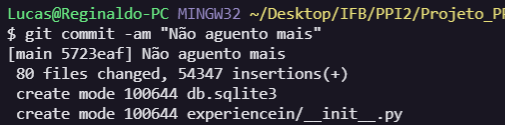 Lucas@Reginaldo-PC MINGW32 ~/Desktop/IFB/PPI2/Projeto_PP
$ git commit -am "Não aguento mais"
[main 5723eaf] Não aguento mais
 80 files changed, 54347 insertions(+)
 create mode 100644 db.sqlite3
 create mode 100644 experiencein/__init__.py